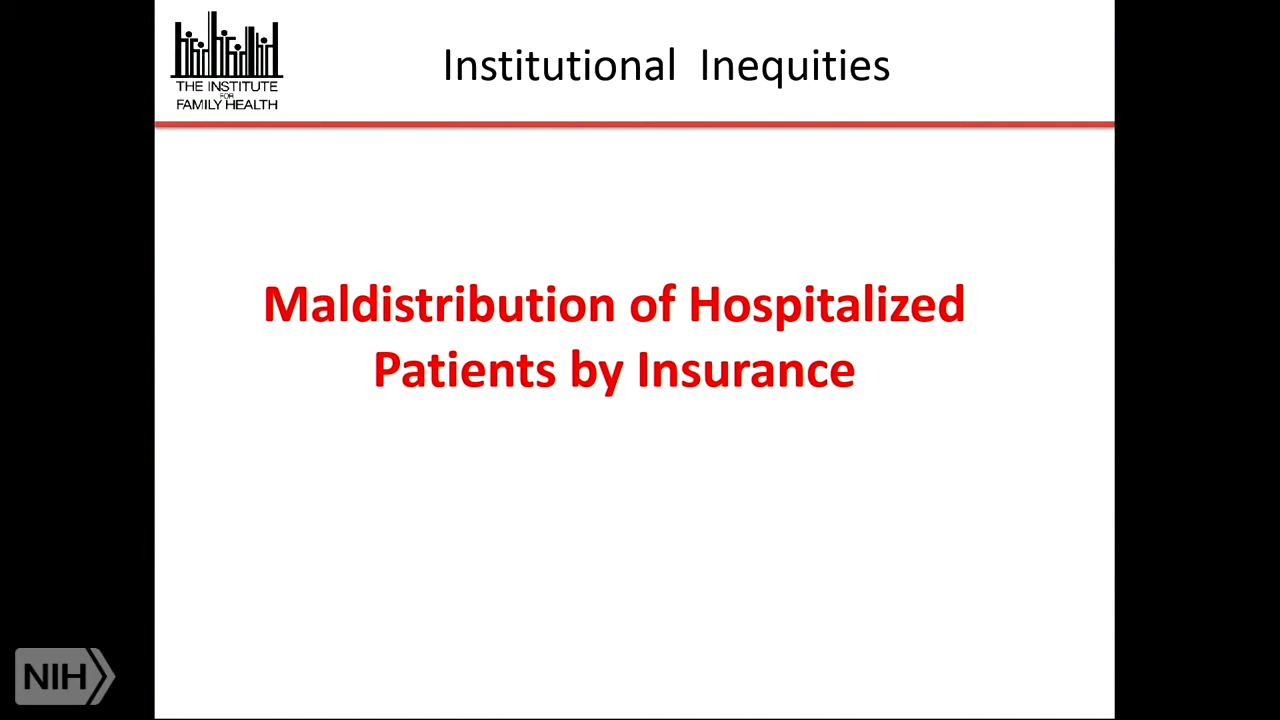 THE INSTITUTE
FOR
FAMILY HEALTH
Institutional Inequities
Maldistribution of Hospitalized
Patients by Insurance
NIH